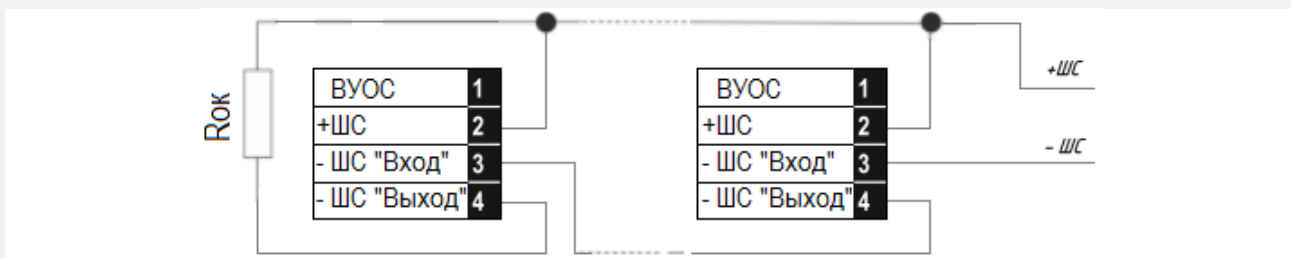 +ШС
Rок
ВУОС 1
+ШС 2
- ШС "Вход" 3
- ШС "Выход" 4
ВУОС 1
+ШС 2
- ШС "Вход" 3
- ШС "Выход" 4
- ШС